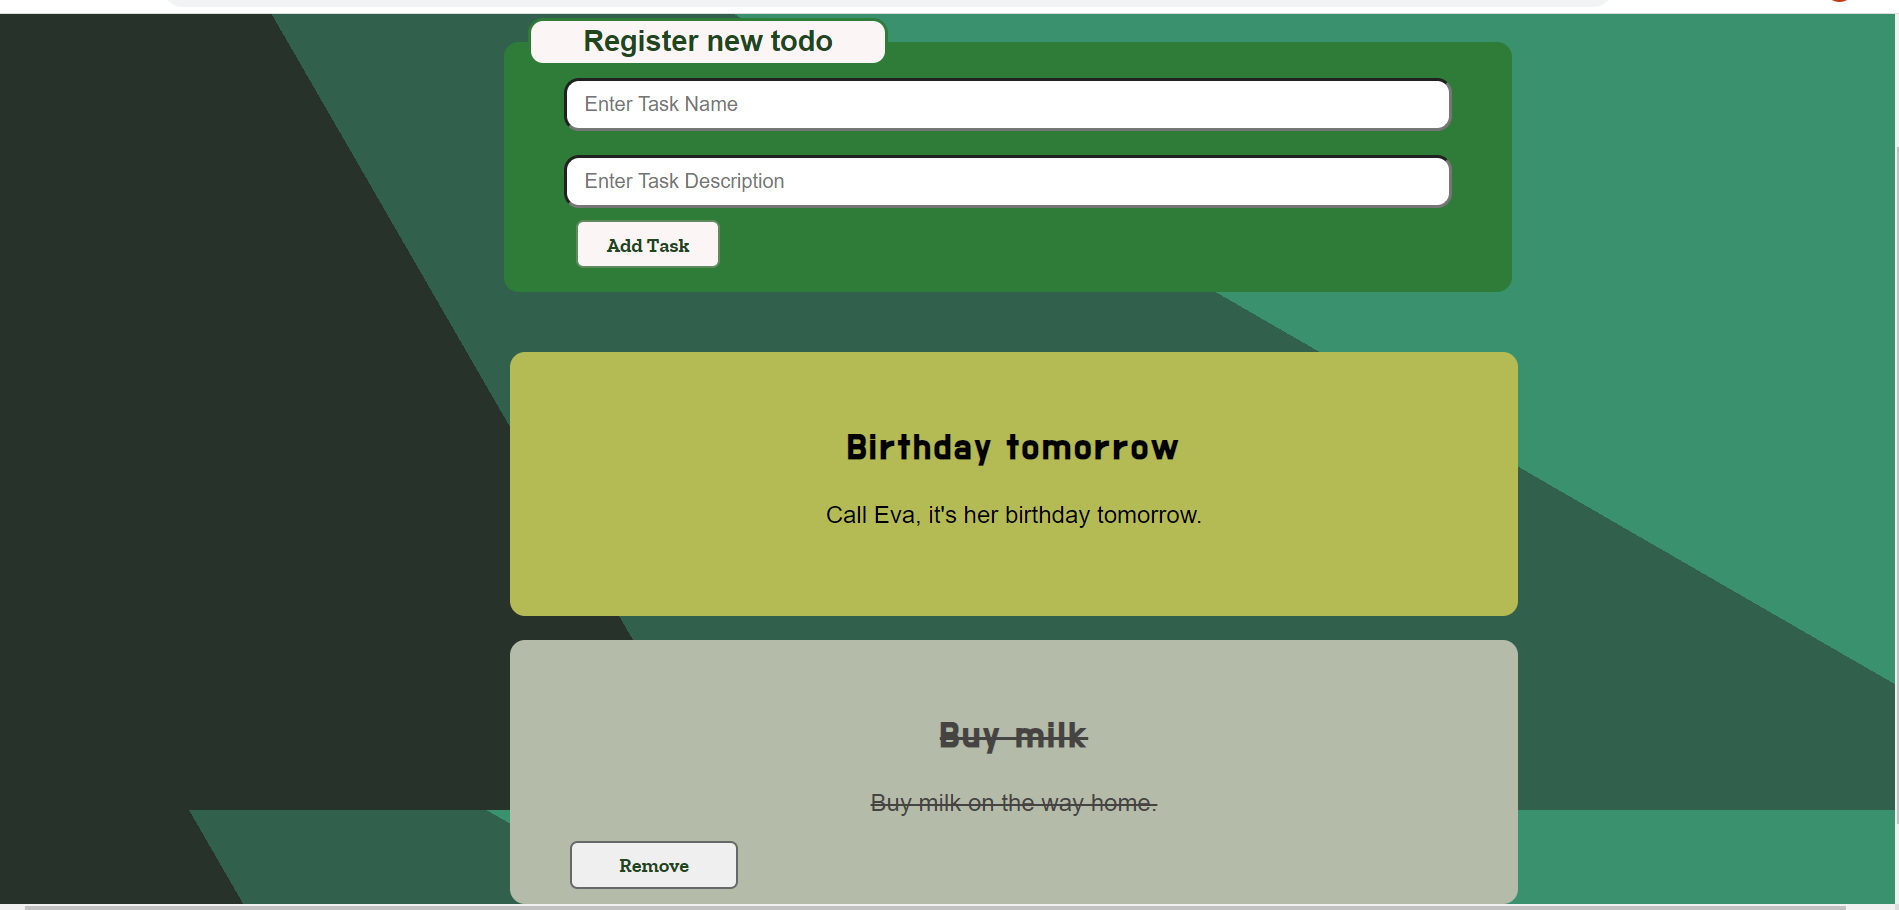 Register new todo
Enter Task Name
Enter Task Description
Add Task
Birthday tomorrow
Call Eva, it's her birthday tomorrow.
Buy milk
Buy milk on the way home.
Remove